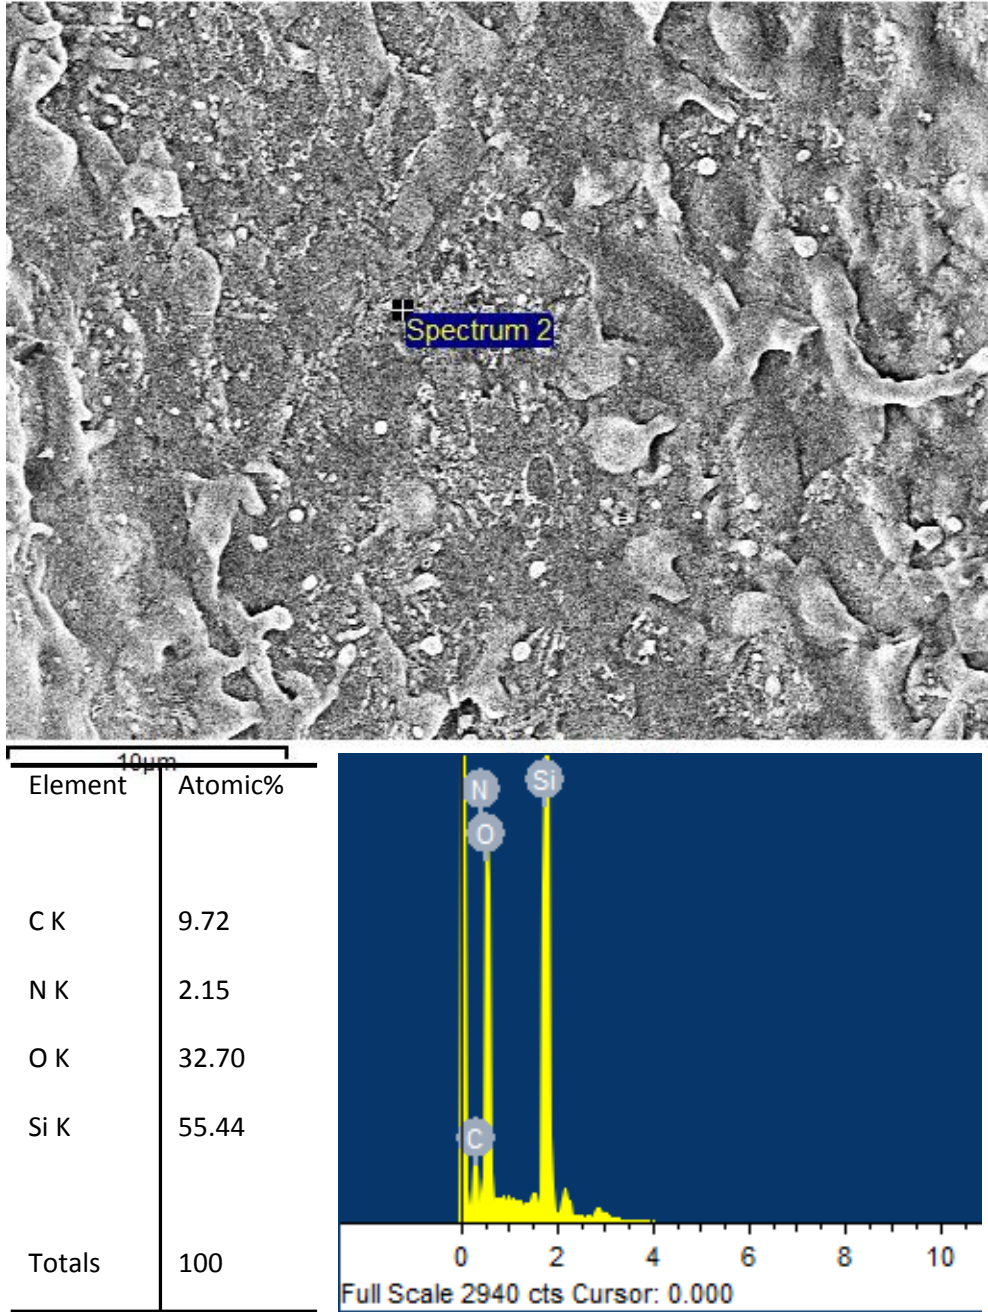 Spectrum 2
10µm
Element Atomic%
C K 9.72
N K 2.15
O K 32.70
Si K 55.44
Totals 100
N
Si
O
C
0 2 4 6 8 10
Full Scale 2940 cts Cursor: 0.000